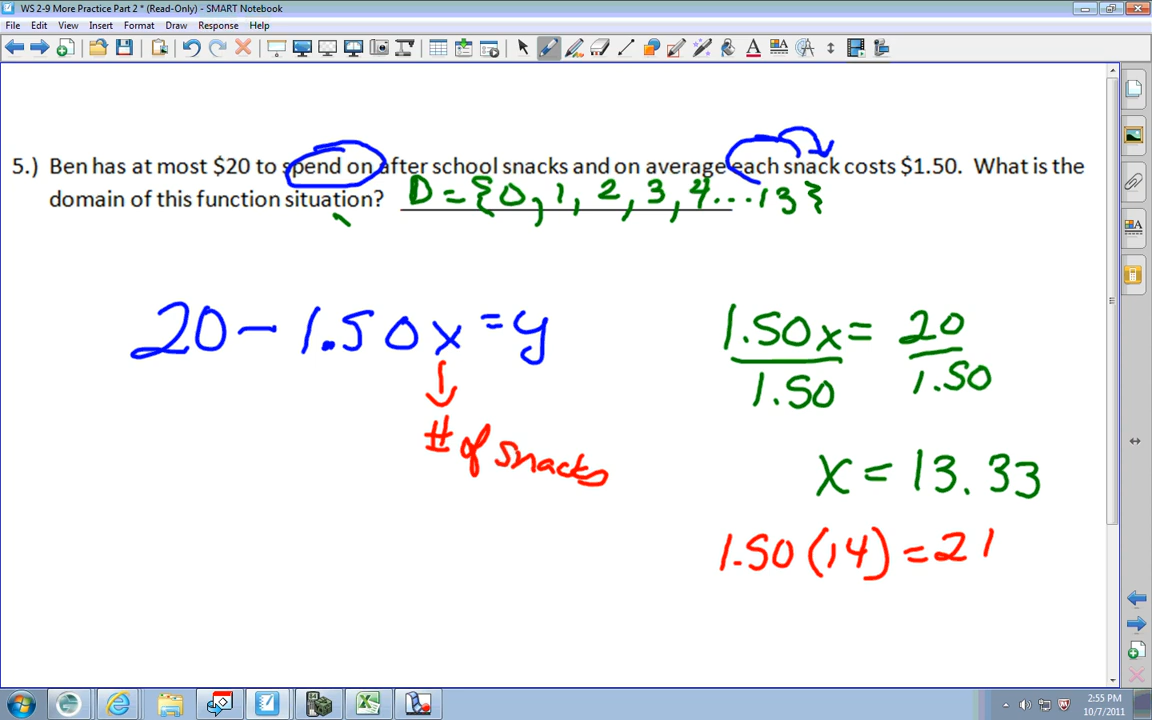 WS 2-9 More Practice Part 2 * (Read-Only) - SMART Notebook
File Edit View Insert Format Draw Response Help
5.) Ben has at most $20 to spend on after school snacks and on average each snack costs $1.50. What is the
domain of this function situation? D = {0, 1, 2, 3, 4...13}
20 - 1.50x = y
# of snacks
1.50x = 20
1.50 1.50
x = 13.33
1.50 (14) = 21
2:55 PM
10/7/2011